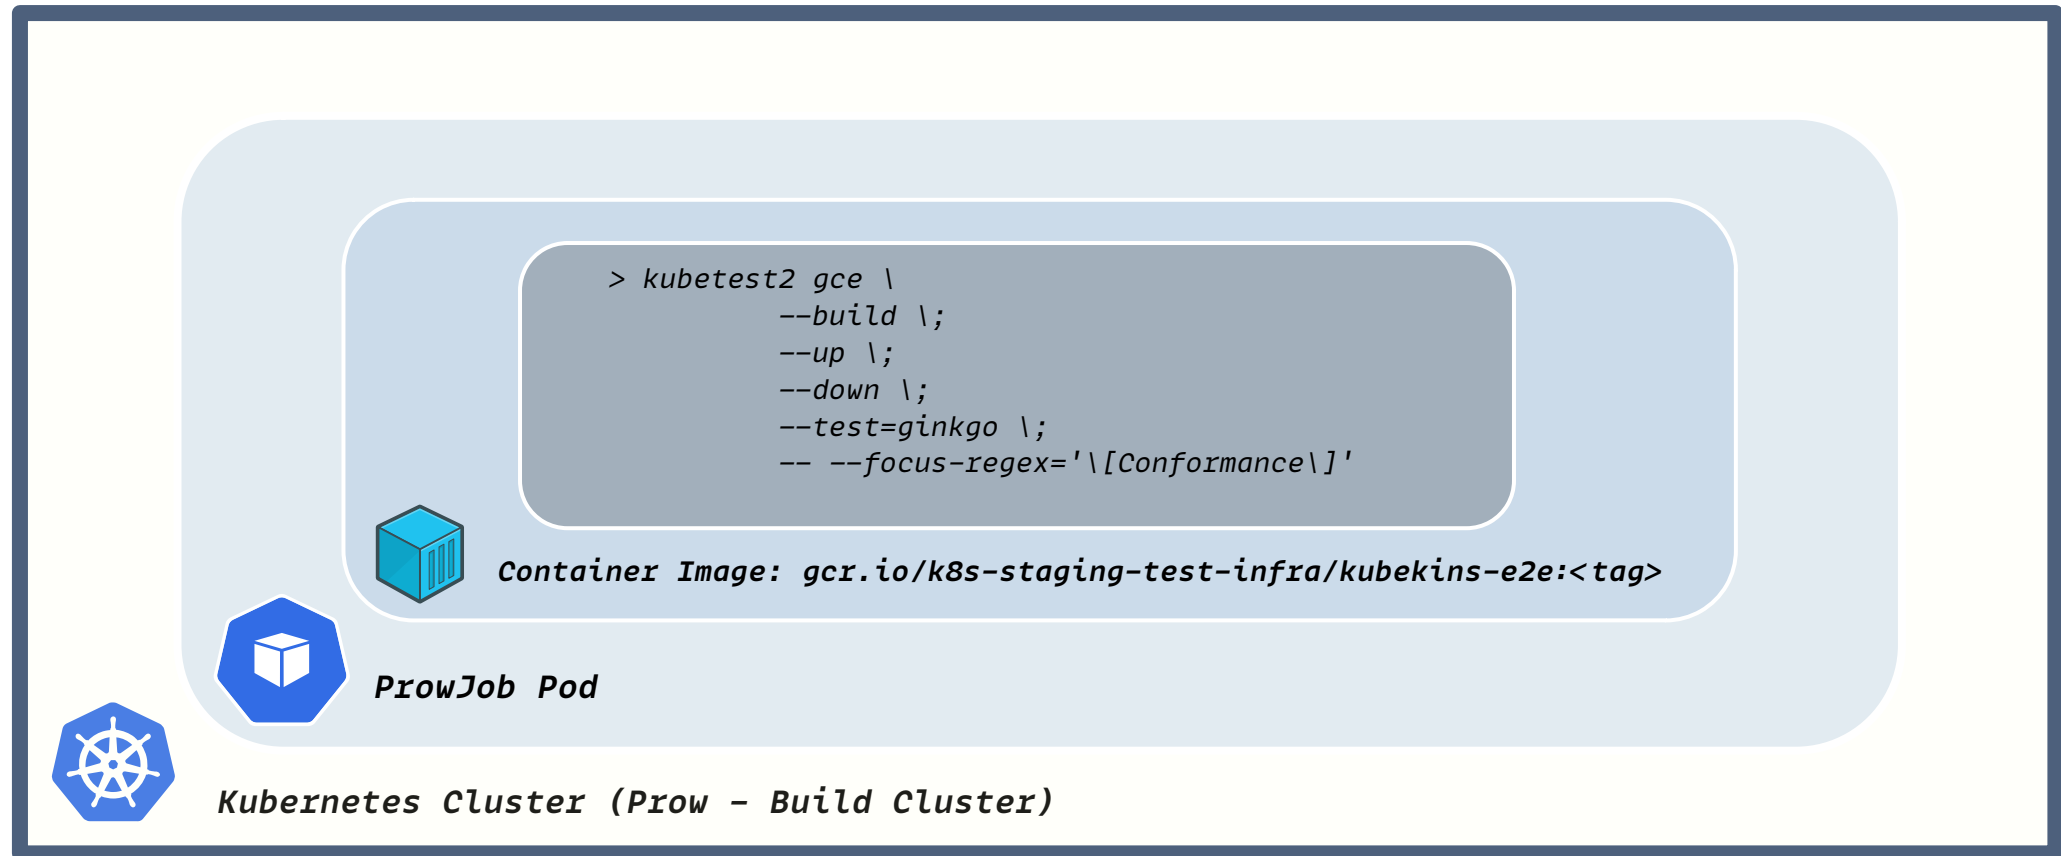 > kubetest2 gce \
--build \;
--up \;
--down \;
--test=ginkgo \;
-- --focus-regex='\[Conformance\]'
Container Image: gcr.io/k8s-staging-test-infra/kubekins-e2e:<tag>
ProwJob Pod
Kubernetes Cluster (Prow - Build Cluster)